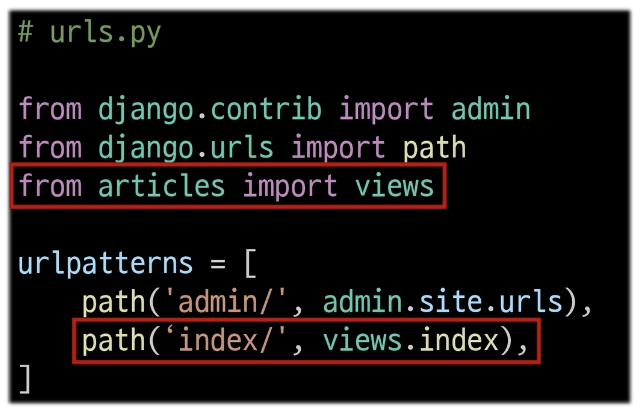 # urls.py
from django.contrib import admin
from django.urls import path
from articles import views
urlpatterns = [
    path('admin/', admin.site.urls),
    path(‘index/', views.index),
]